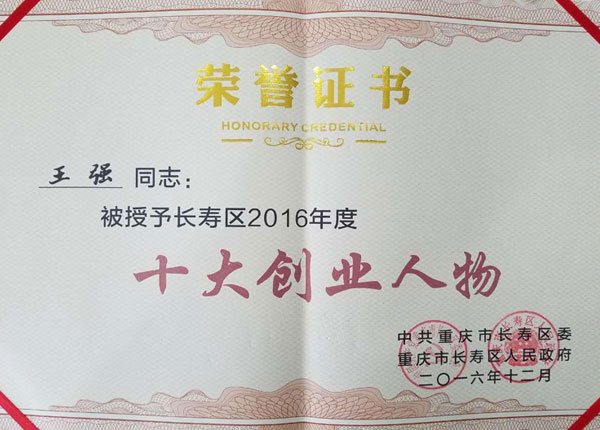 荣誉证书
HONORARY CREDENTIAL
王强 同志：
被授予长寿区2016年度
十大创业人物
中共重庆市长寿区委
重庆市长寿区人民政府
二〇一六年十二月